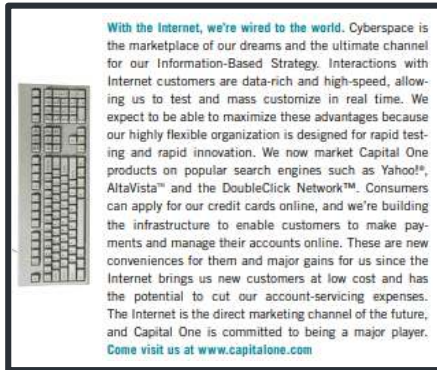 With the Internet, we're wired to the world. Cyberspace is
the marketplace of our dreams and the ultimate channel
for our Information-Based Strategy. Interactions with
Internet customers are data-rich and high-speed, allow-
ing us to test and mass customize in real time. We
expect to be able to maximize these advantages because
our highly flexible organization is designed for rapid test-
ing and rapid innovation. We now market Capital One
products on popular search engines such as Yahoo!®,
AltaVista™ and the DoubleClick Network™. Consumers
can apply for our credit cards online, and we're building
the infrastructure to enable customers to make pay-
ments and manage their accounts online. These are new
conveniences for them and major gains for us since the
Internet brings us new customers at low cost and has
the potential to cut our account-servicing expenses.
The Internet is the direct marketing channel of the future,
and Capital One is committed to being a major player.
Come visit us at www.capitalone.com